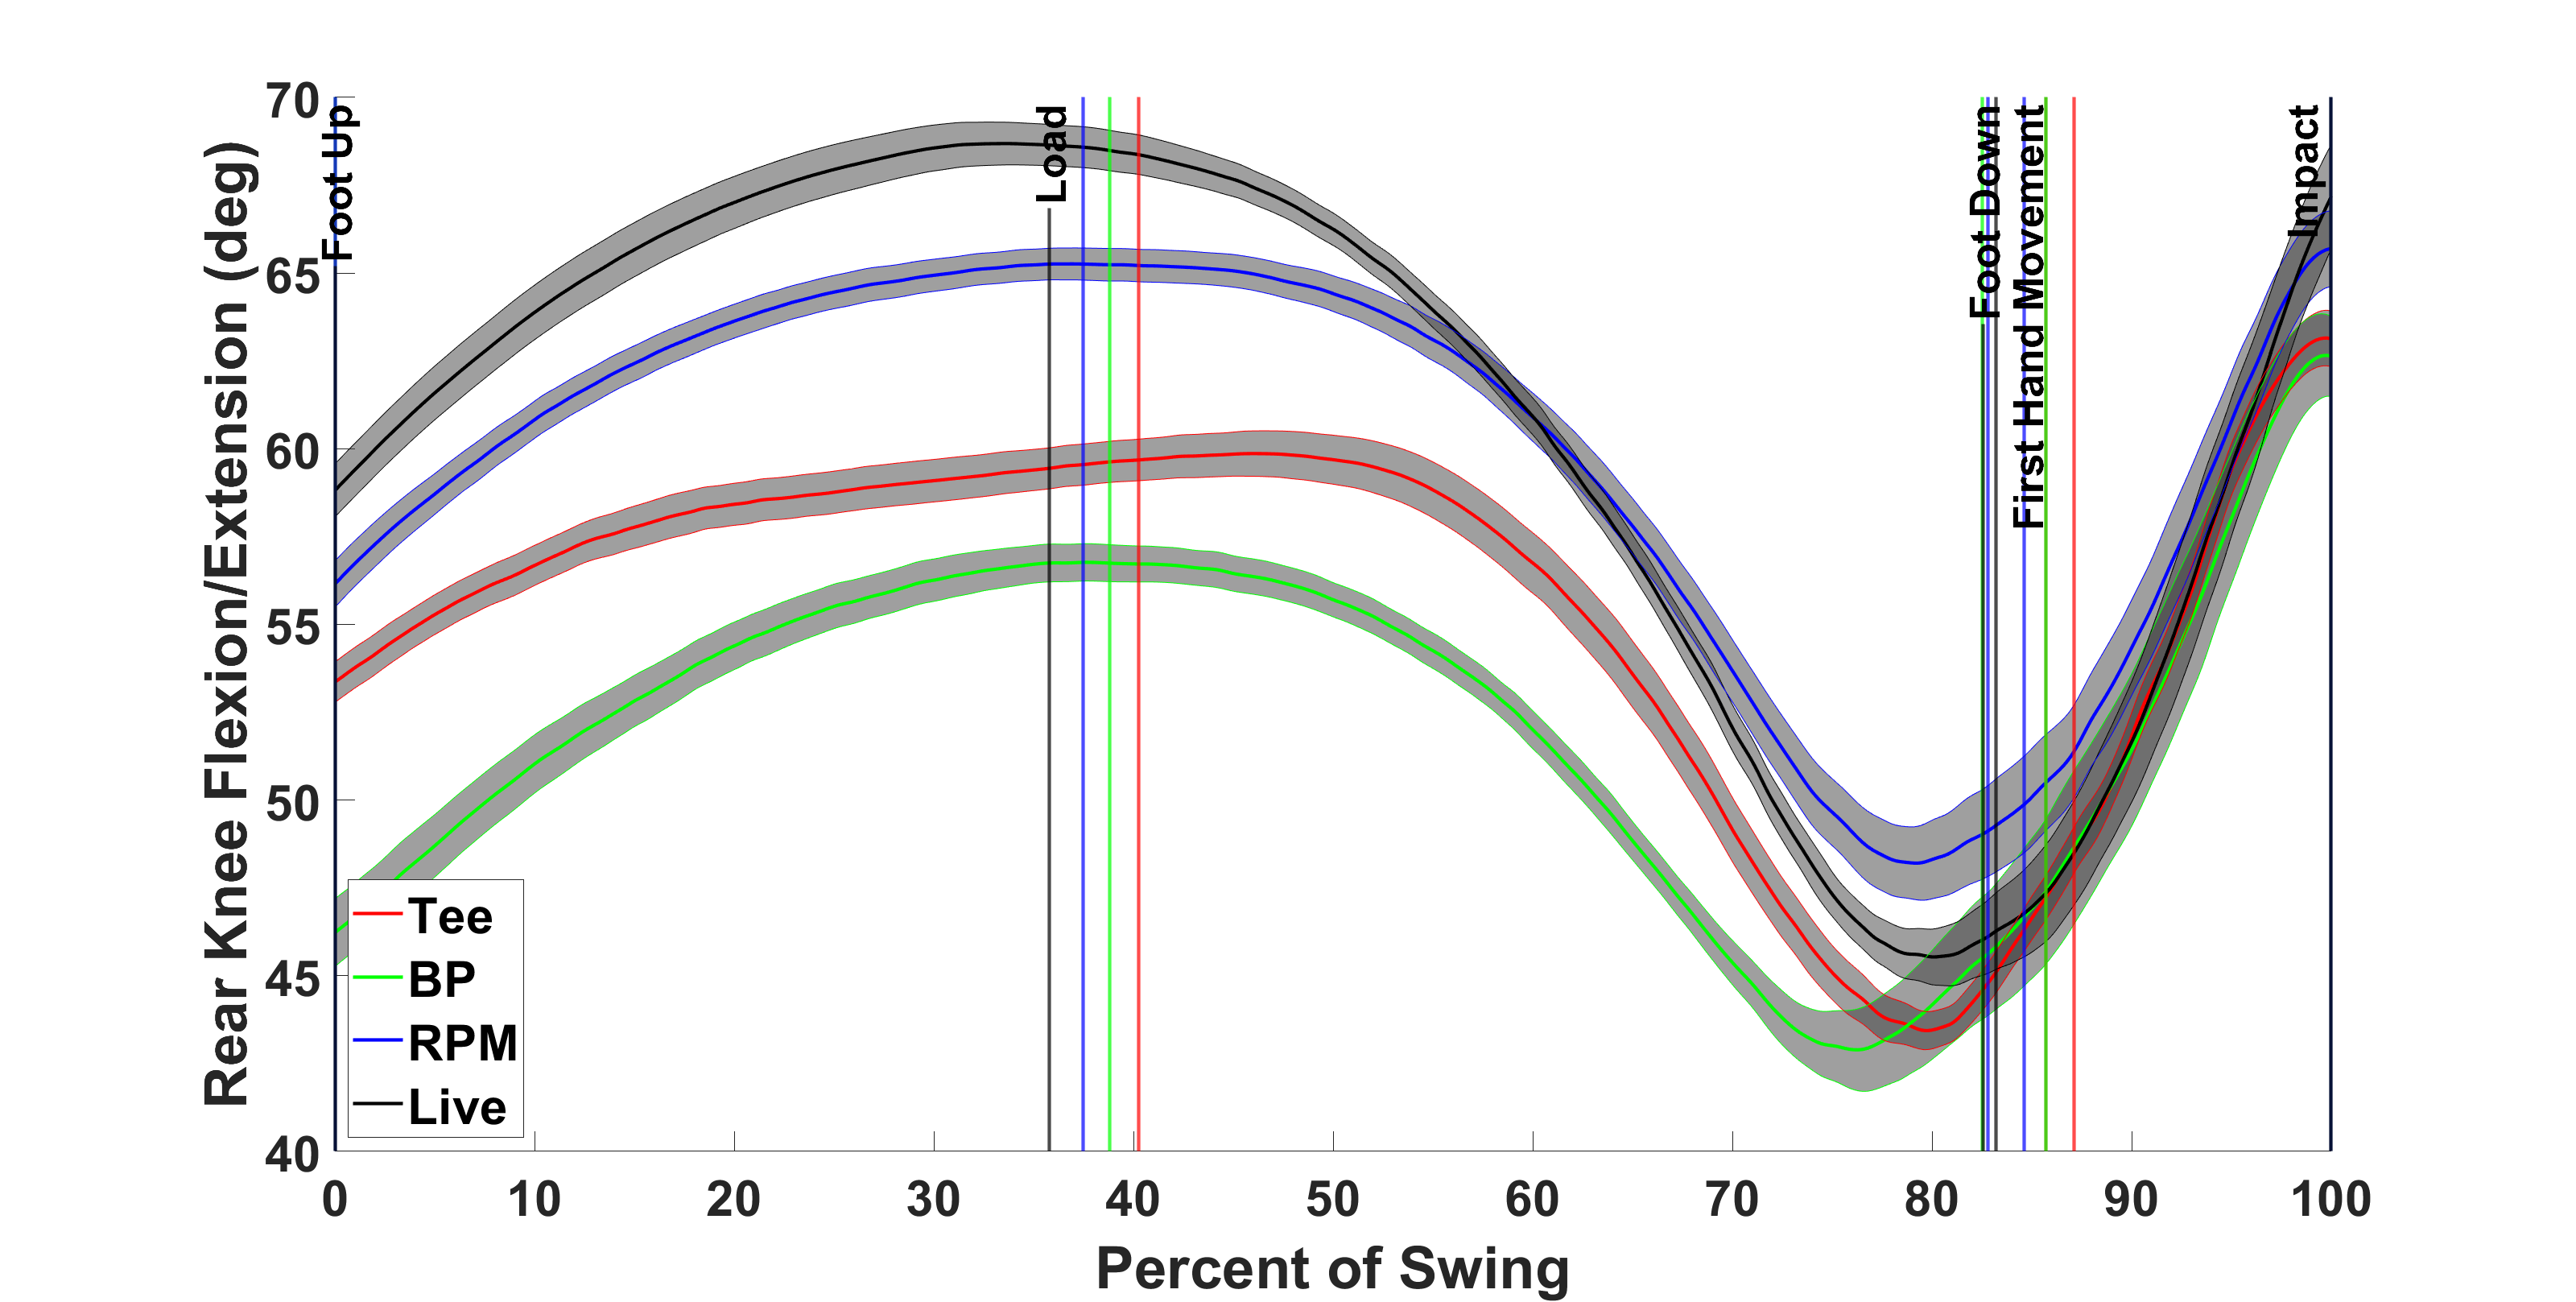 Rear Knee Flexion/Extension (deg)
70
65
60
55
50
45
40
Foot Up
Load
Foot Down
First Hand Movement
Impact
Tee
BP
RPM
Live
0 10 20 30 40 50 60 70 80 90 100
Percent of Swing